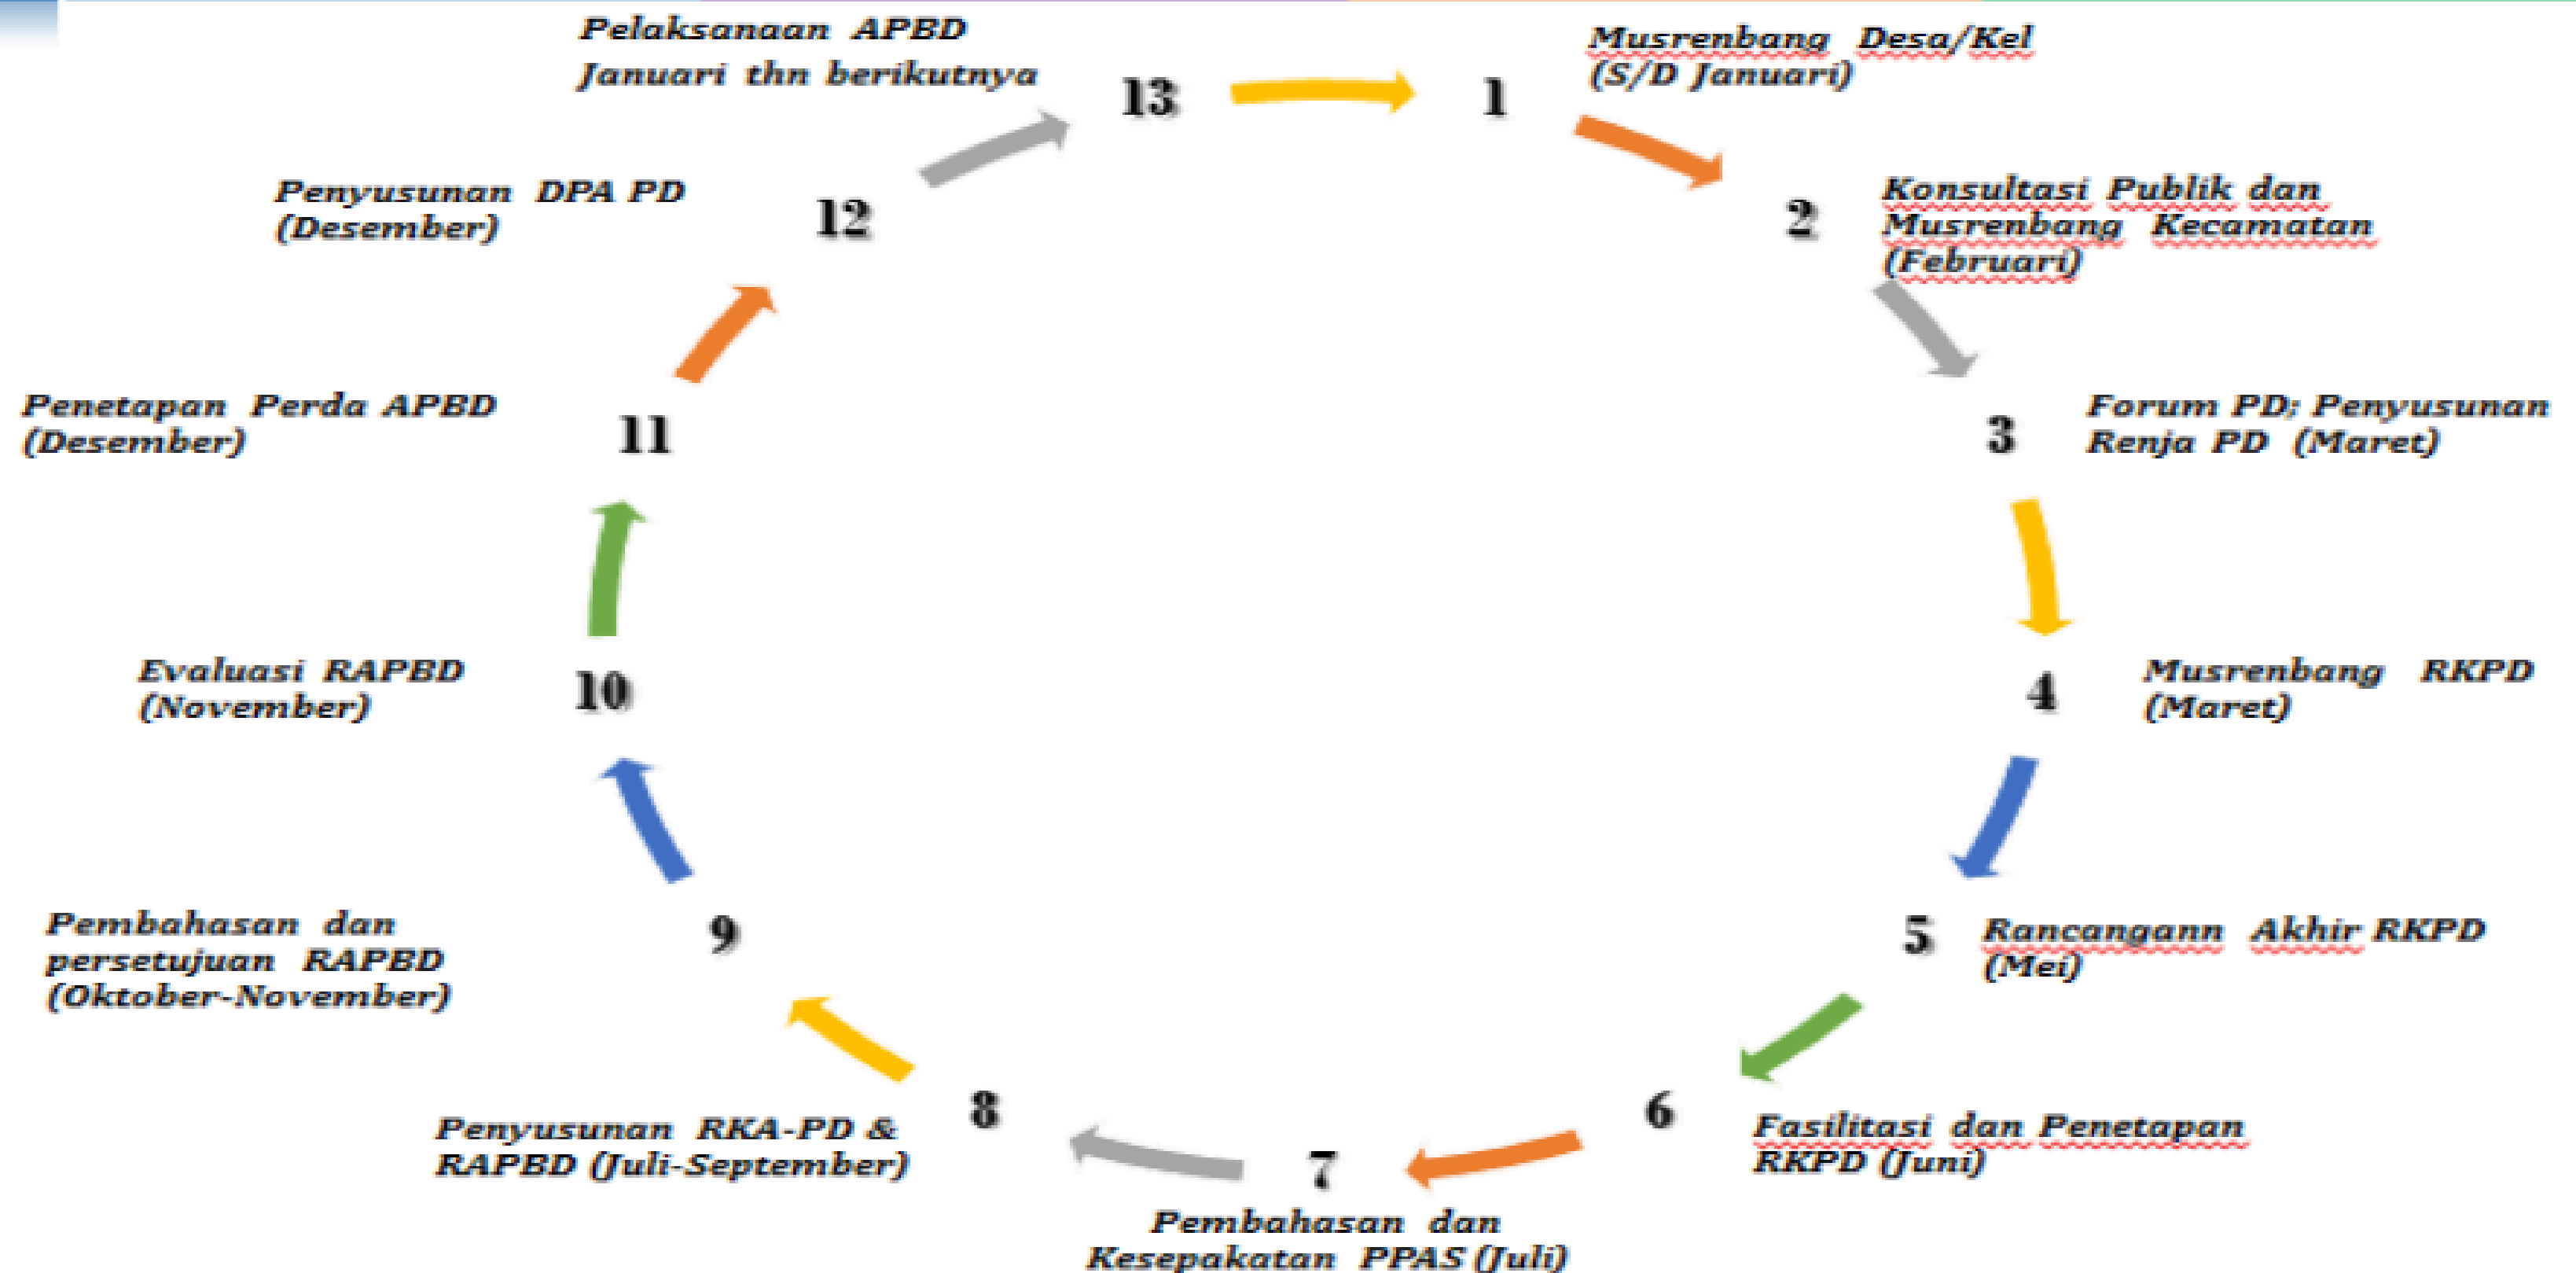 1
Musrenbang Desa/Kel
(S/D Januari)
2
Konsultasi Publik dan
Musrenbang Kecamatan
(Februari)
3
Forum PD; Penyusunan
Renja PD (Maret)
4
Musrenbang RKPD
(Maret)
5
Rancangann Akhir RKPD
(Mei)
6
Fasilitasi dan Penetapan
RKPD (Juni)
7
Pembahasan dan
Kesepakatan PPAS (Juli)
8
Penyusunan RKA-PD &
RAPBD (Juli-September)
9
Pembahasan dan
persetujuan RAPBD
(Oktober-November)
10
Evaluasi RAPBD
(November)
11
Penetapan Perda APBD
(Desember)
12
Penyusunan DPA PD
(Desember)
13
Pelaksanaan APBD
Januari thn berikutnya